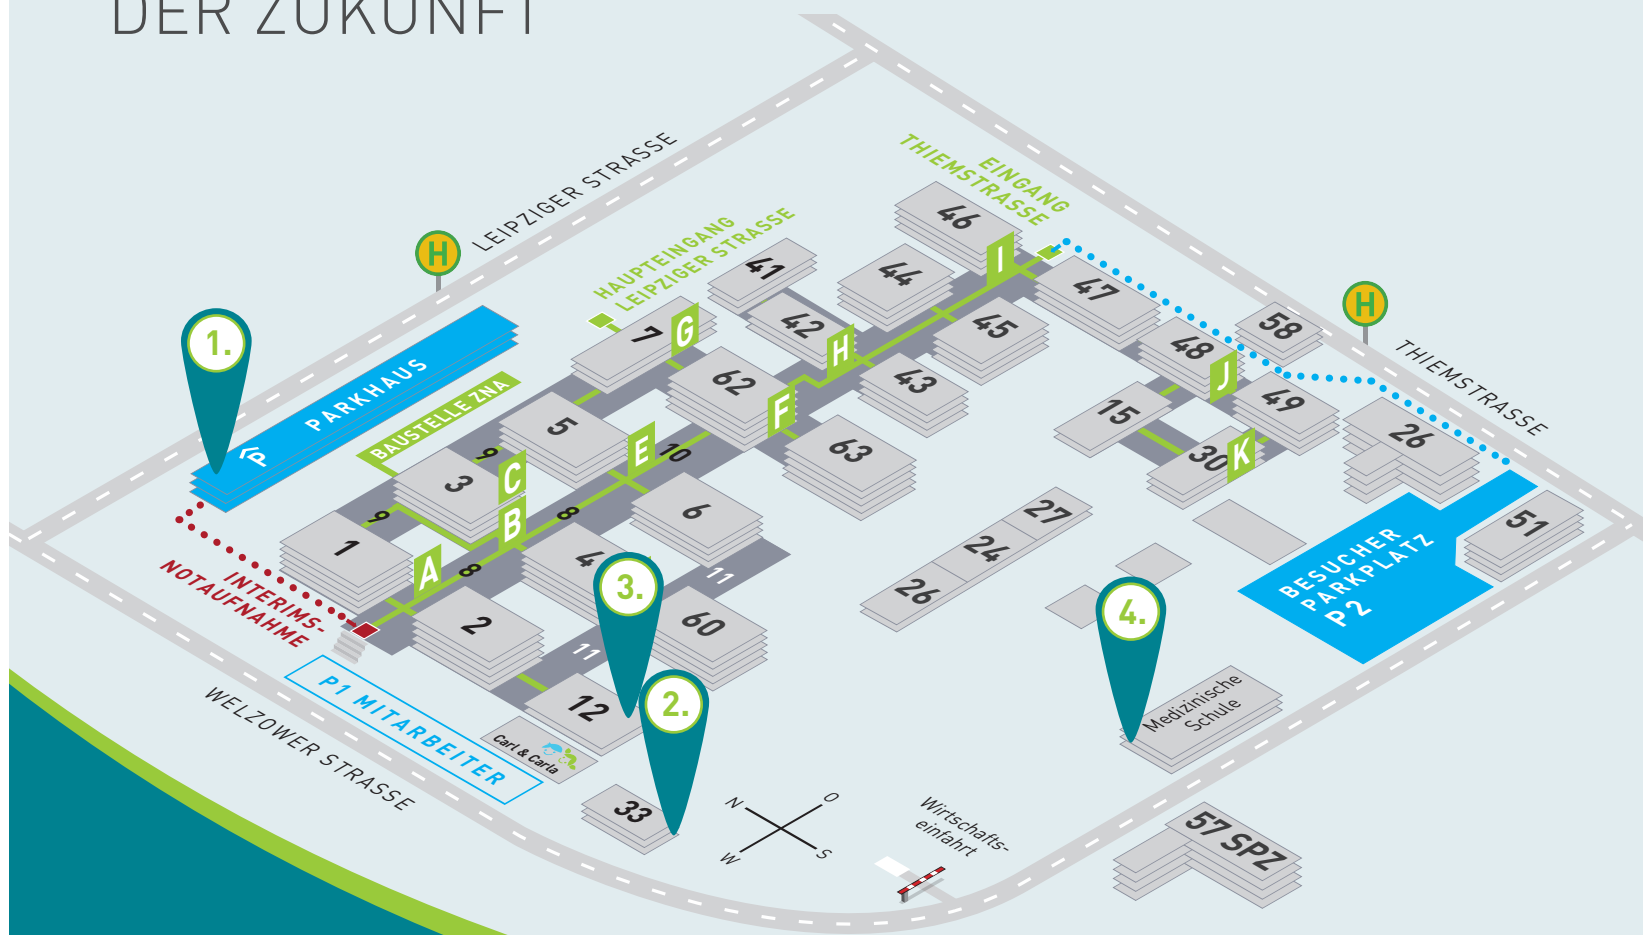 DER ZUKUNFT
LEIPZIGER STRASSE
H
1.
PARKHAUS
P
BAUSTELLE ZNA
HAUPTEINGANG
LEIPZIGER STRASSE
EINGANG
THIEMSTRASSE
46
I
47
44
45
41
42
H
43
7
G
62
F
63
5
E
10
9
3
C
B
8
6
9
1
A
8
4
11
2
60
11
12
3.
2.
Carl & Carla
33
INTERIMS-
NOTAUFNAHME
P1 MITARBEITER
WELZOWER STRASSE
H
THIEMSTRASSE
58
48
J
49
15
30
K
26
51
BESUCHER
PARKPLATZ
P2
27
24
26
4.
Medizinische
Schule
57 SPZ
Wirtschafts-
einfahrt
N
O
W
S